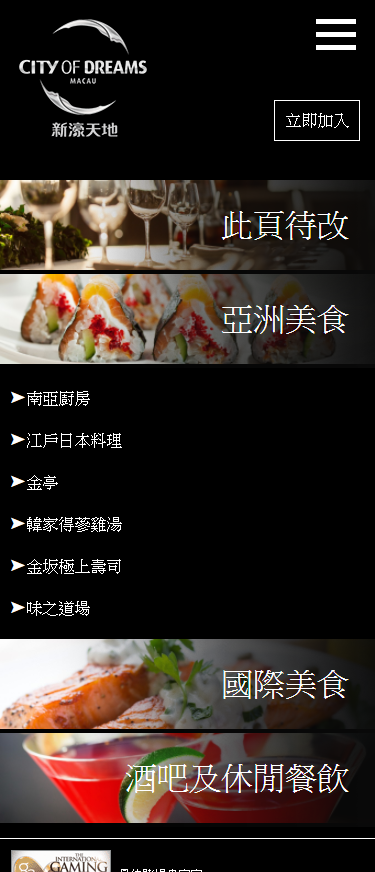 CITY OF DREAMS
MACAU
新濠天地
立即加入
此頁待改
亞洲美食
南亞廚房
江戶日本料理
金亭
韓家得蔘雞湯
金坂極上壽司
味之道場
國際美食
酒吧及休閒餐飲
THE
INTERNATIONAL
GAMING